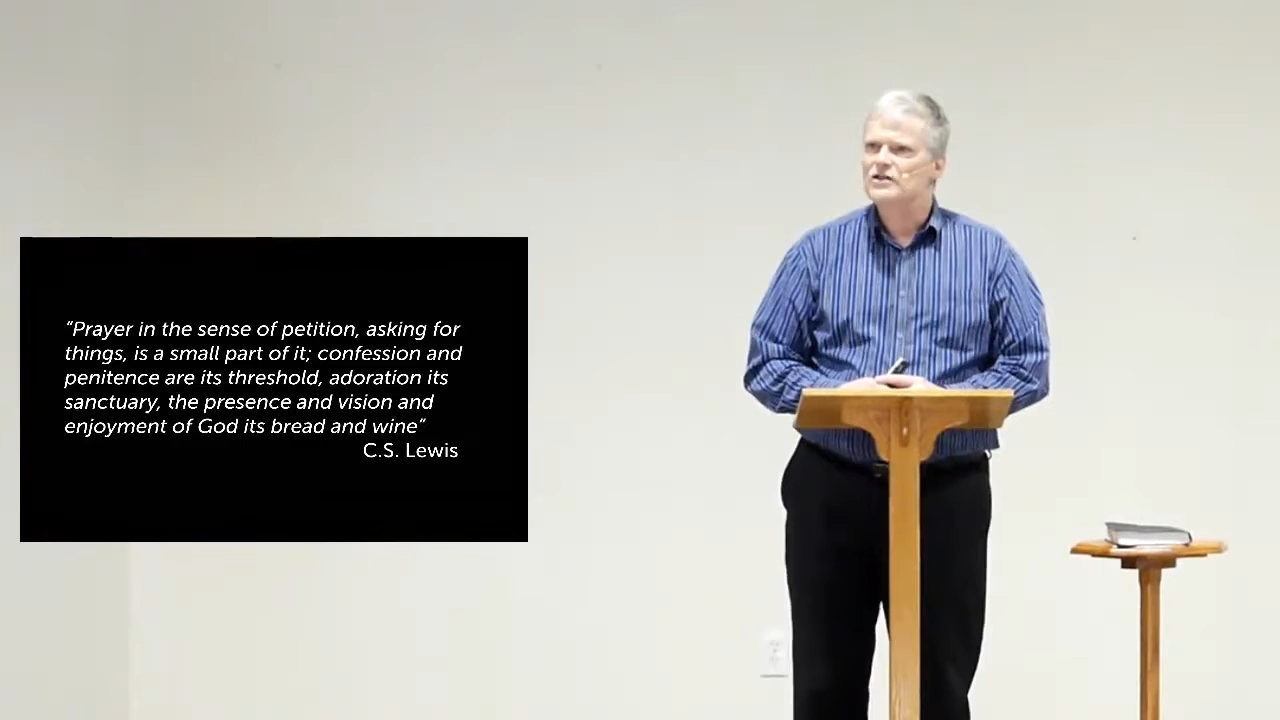 “Prayer in the sense of petition, asking for
things, is a small part of it; confession and
penitence are its threshold, adoration its
sanctuary, the presence and vision and
enjoyment of God its bread and wine”
C.S. Lewis